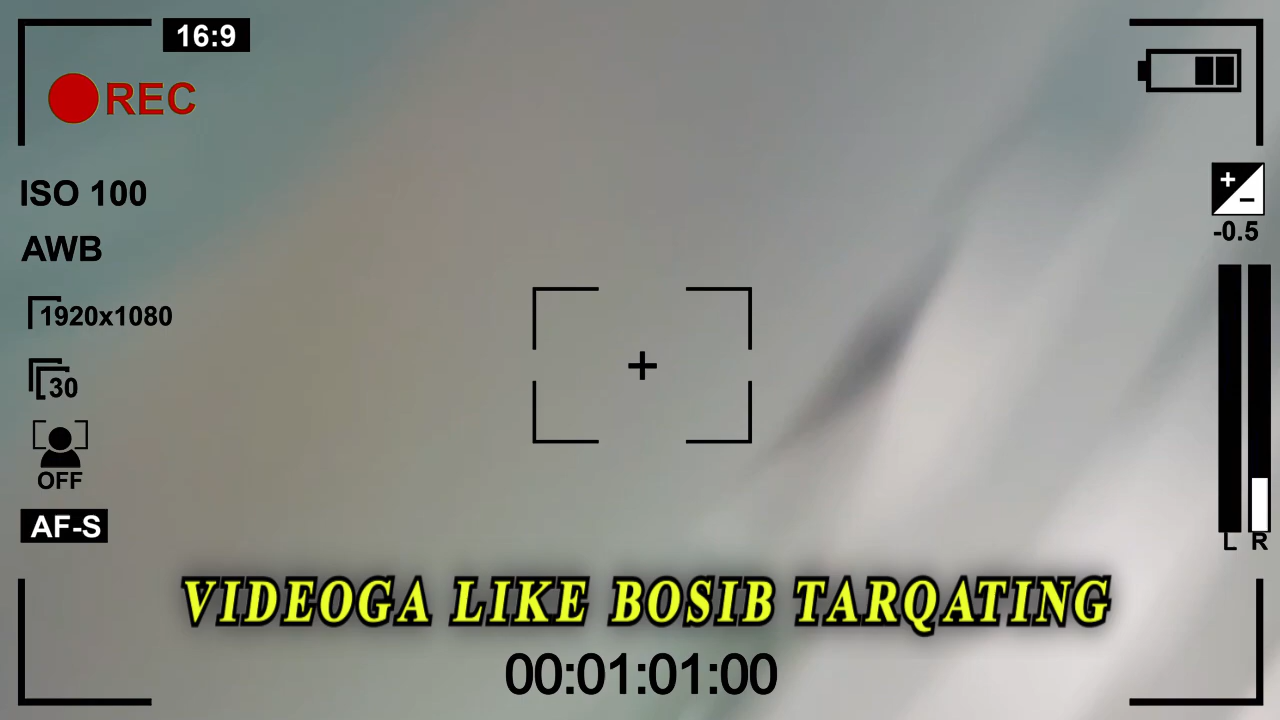 16:9
REC
ISO 100
AWB
1920x1080
30
OFF
AF-S
+
-
-0.5
L R
VIDEOGA LIKE BOSIB TARQATING
00:01:01:00